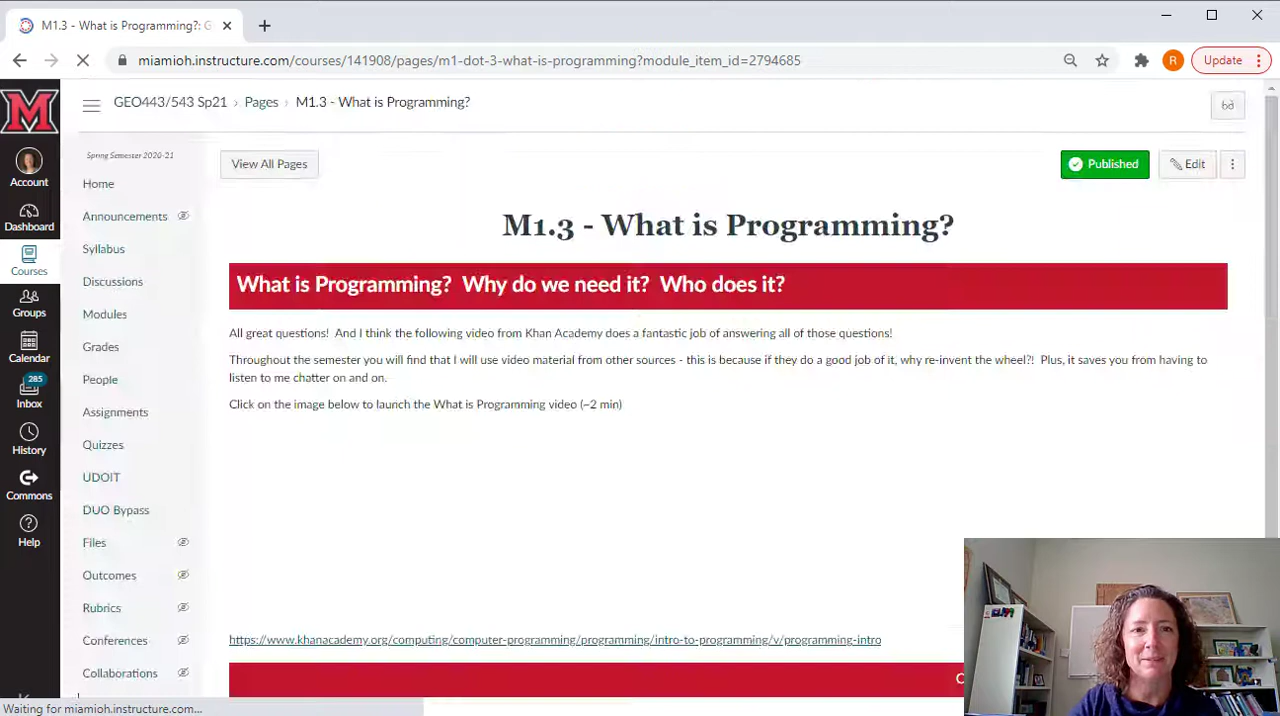 M1.3 - What is Programming?: G
miamioh.instructure.com/courses/141908/pages/m1-dot-3-what-is-programming?module_item_id=2794685
R
Update
GEO443/543 Sp21 › Pages › M1.3 - What is Programming?
Account
Dashboard
Courses
Groups
Calendar
285
Inbox
History
Commons
Help
Spring Semester 2020-21
Home
Announcements
Syllabus
Discussions
Modules
Grades
People
Assignments
Quizzes
UDOIT
DUO Bypass
Files
Outcomes
Rubrics
Conferences
Collaborations
View All Pages
Published
Edit
M1.3 - What is Programming?
What is Programming? Why do we need it? Who does it?
All great questions! And I think the following video from Khan Academy does a fantastic job of answering all of those questions!
Throughout the semester you will find that I will use video material from other sources - this is because if they do a good job of it, why re-invent the wheel?! Plus, it saves you from having to
listen to me chatter on and on.
Click on the image below to launch the What is Programming video (~2 min)
https://www.khanacademy.org/computing/computer-programming/programming/intro-to-programming/v/programming-intro
Waiting for miamioh.instructure.com...